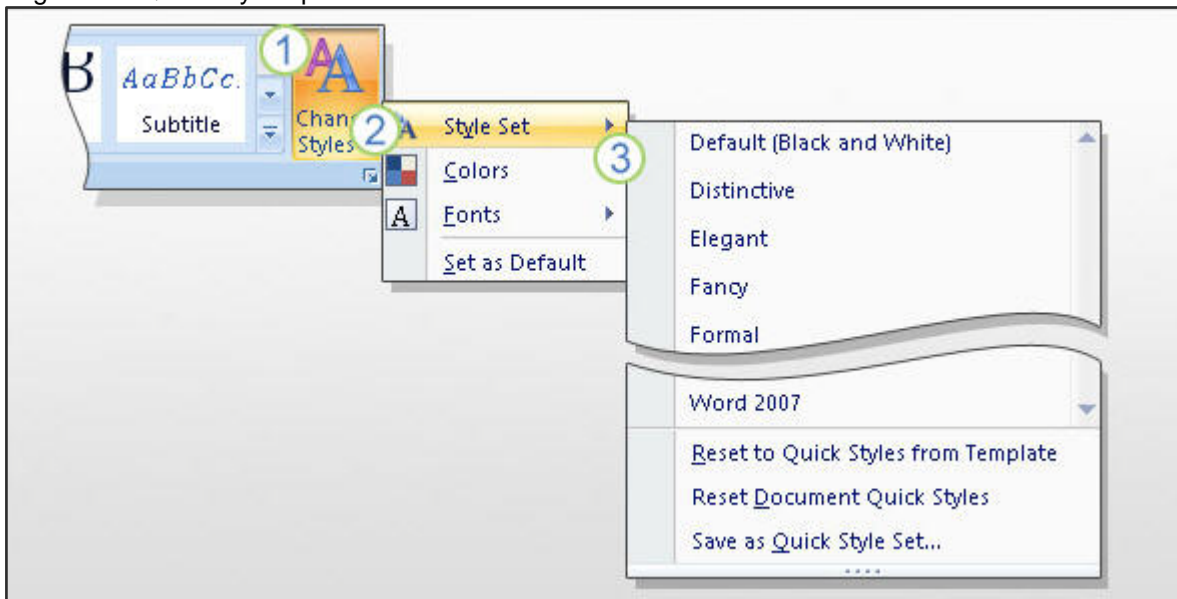 1
AaBbCc.
Subtitle
Styles
2
Style Set
3
Colors
A
Fonts
Set as Default
Default (Black and White)
Distinctive
Elegant
Fancy
Formal
Word 2007
Reset to Quick Styles from Template
Reset Document Quick Styles
Save as Quick Style Set...